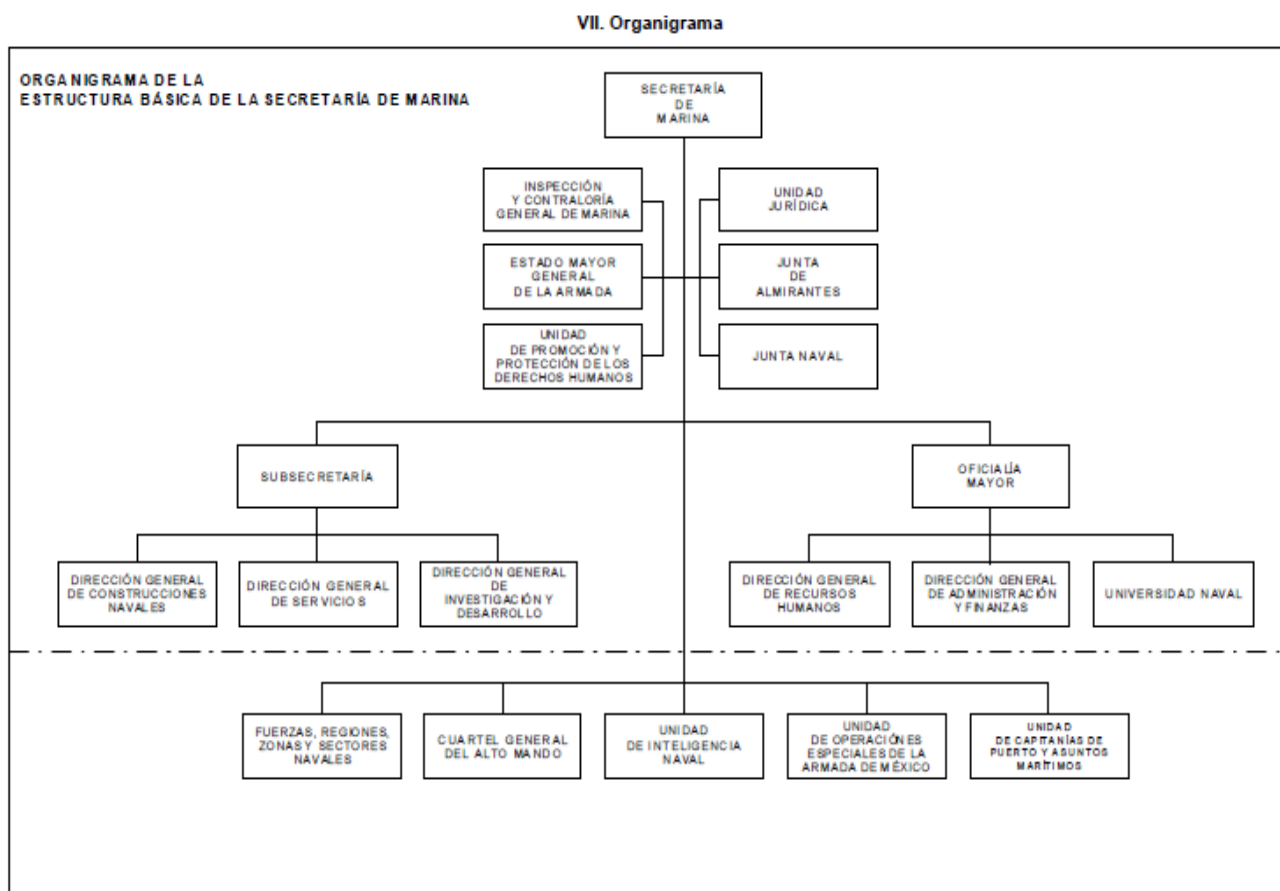 VII. Organigrama
ORGANIGRAMA DE LA
ESTRUCTURA BÁSICA DE LA SECRETARÍA DE MARINA
SECRETARÍA
DE
MARINA
INSPECCIÓN
Y CONTRALORÍA
GENERAL DE MARINA
UNIDAD
JURÍDICA
ESTADO MAYOR
GENERAL
DE LA ARMADA
JUNTA
DE
ALMIRANTES
UNIDAD
DE PROMOCIÓN Y
PROTECCIÓN DE LOS
DERECHOS HUMANOS
JUNTA NAVAL
SUBSECRETARÍA
OFICIALÍA
MAYOR
DIRECCIÓN GENERAL
DE CONSTRUCCIONES
NAVALES
DIRECCIÓN GENERAL
DE SERVICIOS
DIRECCIÓN GENERAL
DE
INVESTIGACIÓN Y
DESARROLLO
DIRECCIÓN GENERAL
DE RECURSOS
HUMANOS
DIRECCIÓN GENERAL
DE ADMINISTRACIÓN
Y FINANZAS
UNIVERSIDAD NAVAL
FUERZAS, REGIONES,
ZONAS Y SECTORES
NAVALES
CUARTEL GENERAL
DEL ALTO MANDO
UNIDAD
DE INTELIGENCIA
NAVAL
UNIDAD
DE OPERACIÓNES
ESPECIALES DE LA
ARMADA DE MÉXICO
UNIDAD
DE CAPITANÍAS DE
PUERTO Y ASUNTOS
MARÍTIMOS